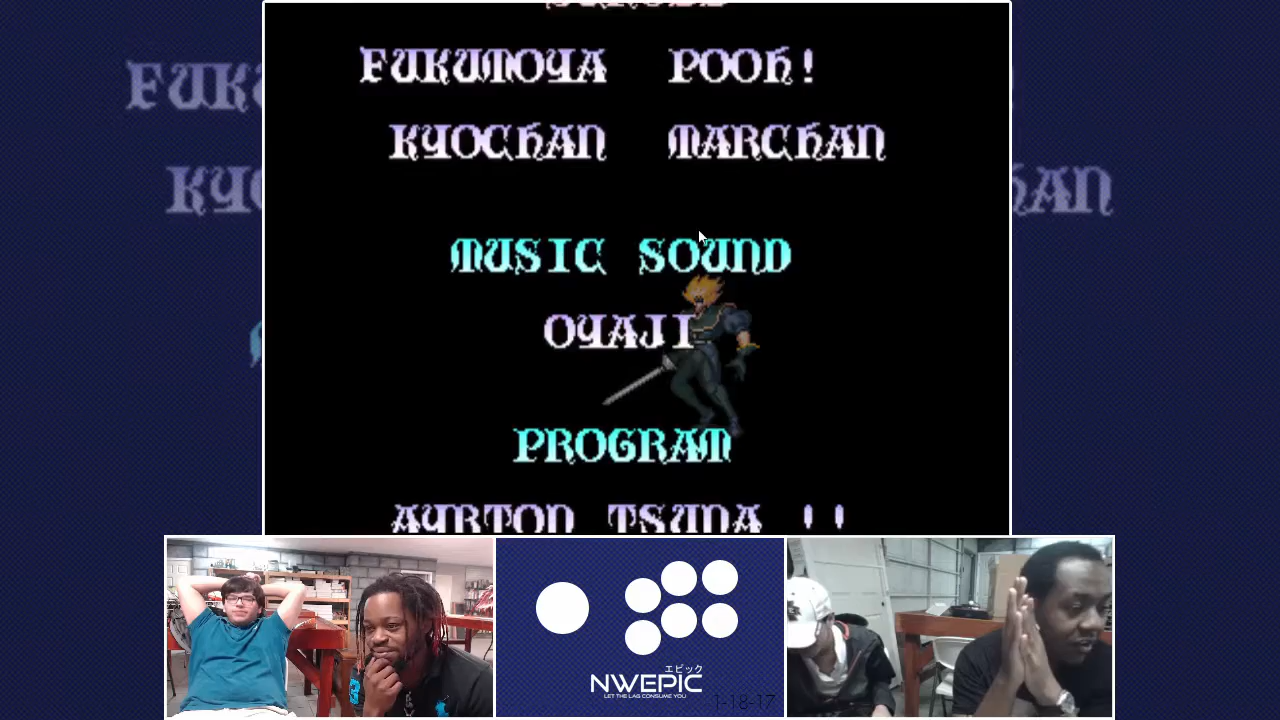 FUKUMOYA POOH!
KYOCHAN MARCHAN
MUSIC SOUND
OYAJI
PROGRAM
AYRTON TSUNA !!
エピック
NWEPIC
LET THE LAG CONSUME YOU
1-18-17